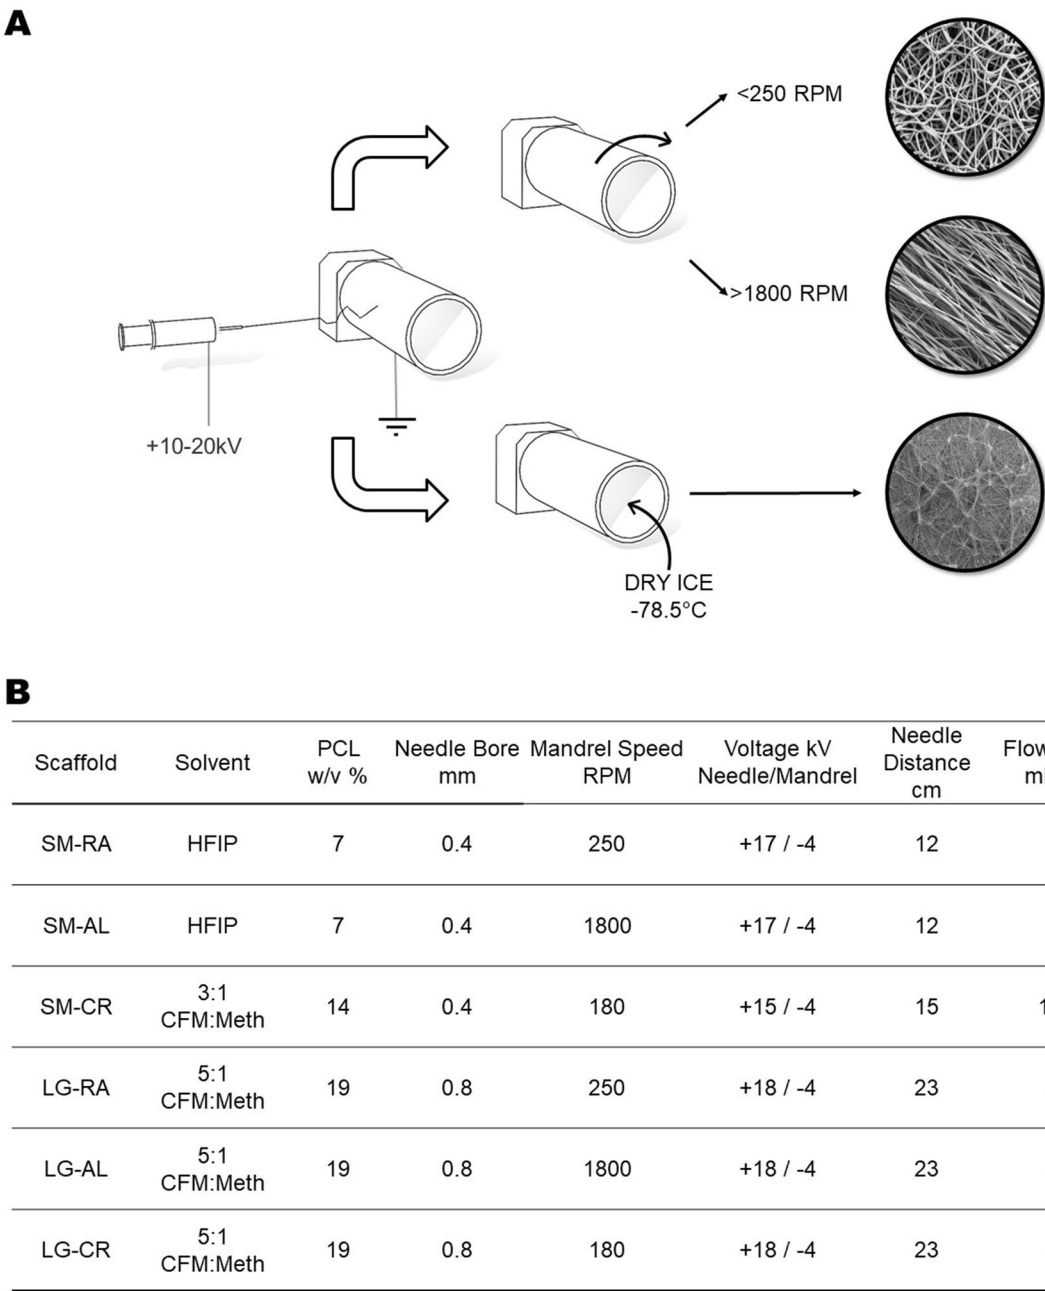 A
<250 RPM
>1800 RPM
+10-20kV
DRY ICE
-78.5°C
B
Scaffold Solvent PCL w/v % Needle Bore mm Mandrel Speed RPM Voltage kV Needle/Mandrel Needle Distance cm Flow
SM-RA HFIP 7 0.4 250 +17 / -4 12
SM-AL HFIP 7 0.4 1800 +17 / -4 12
SM-CR 3:1 CFM:Meth 14 0.4 180 +15 / -4 15
LG-RA 5:1 CFM:Meth 19 0.8 250 +18 / -4 23
LG-AL 5:1 CFM:Meth 19 0.8 1800 +18 / -4 23
LG-CR 5:1 CFM:Meth 19 0.8 180 +18 / -4 23